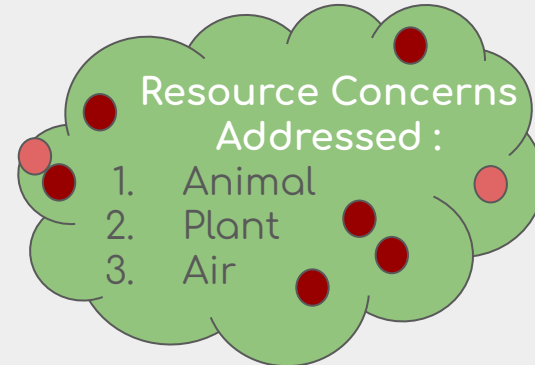 Resource Concerns
Addressed :
1. Animal
2. Plant
3. Air